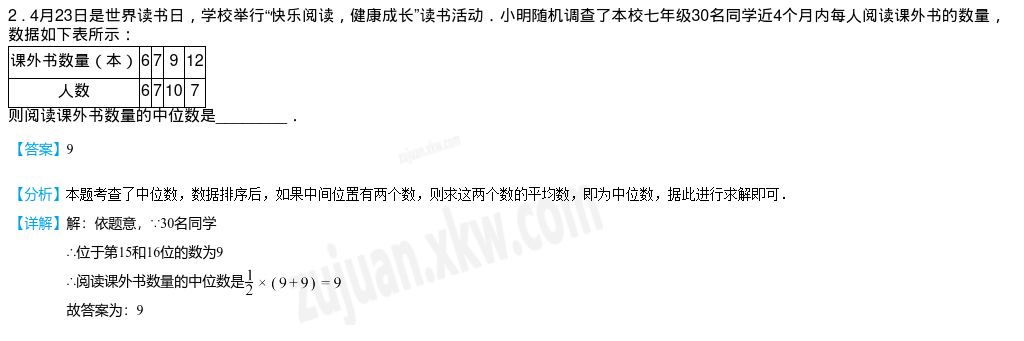 2．4月23日是世界读书日，学校举行“快乐阅读，健康成长”读书活动．小明随机调查了本校七年级30名同学近4个月内每人阅读课外书的数量，
数据如下表所示：
课外书数量（本） 6 7 9 12
人数 6 7 10 7
则阅读课外书数量的中位数是_________．
【答案】9
【分析】本题考查了中位数，数据排序后，如果中间位置有两个数，则求这两个数的平均数，即为中位数，据此进行求解即可．
【详解】解：依题意，∵30名同学
∴位于第15和16位的数为9
∴阅读课外书数量的中位数是1/2×(9+9)=9
故答案为：9
zujuan.xkw.com
zujuan.xkw.com